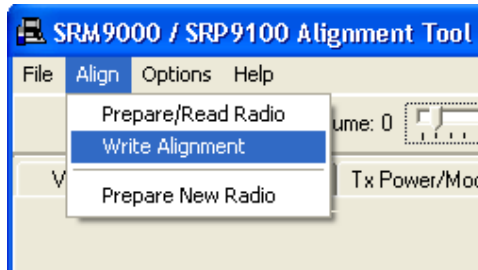 SRM9000 / SRP9100 Alignment Tool
File Align Options Help
Prepare/Read Radio
ume: 0
Write Alignment
V
Tx Power/Mod
Prepare New Radio